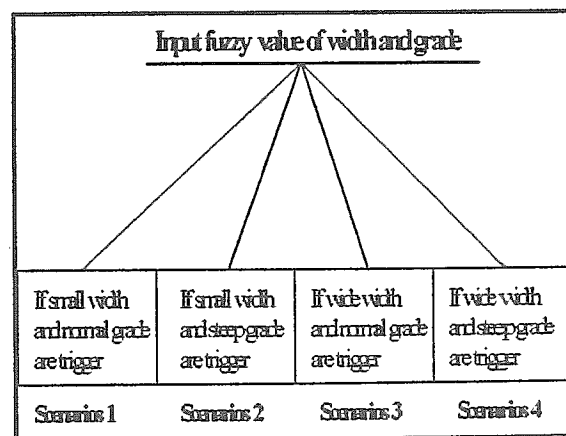 Input fuzzy value of width and grade
If small width
and normal grade
are trigger
If small width
and steep grade
are trigger
If wide width
and normal grade
are trigger
If wide width
and steep grade
are trigger
Scenarios 1
Scenarios 2
Scenarios 3
Scenarios 4